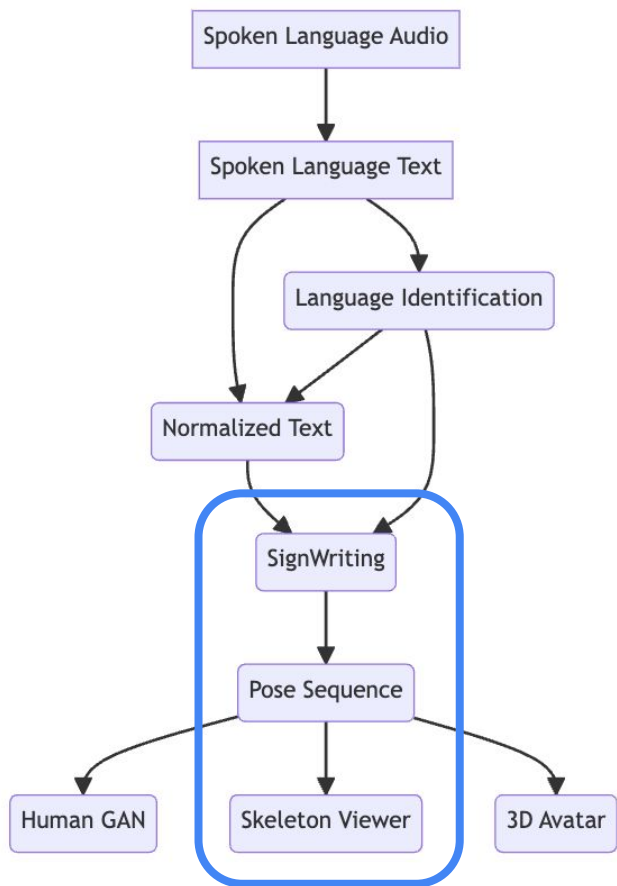 Spoken Language Audio
Spoken Language Text
Language Identification
Normalized Text
SignWriting
Pose Sequence
Human GAN
Skeleton Viewer
3D Avatar